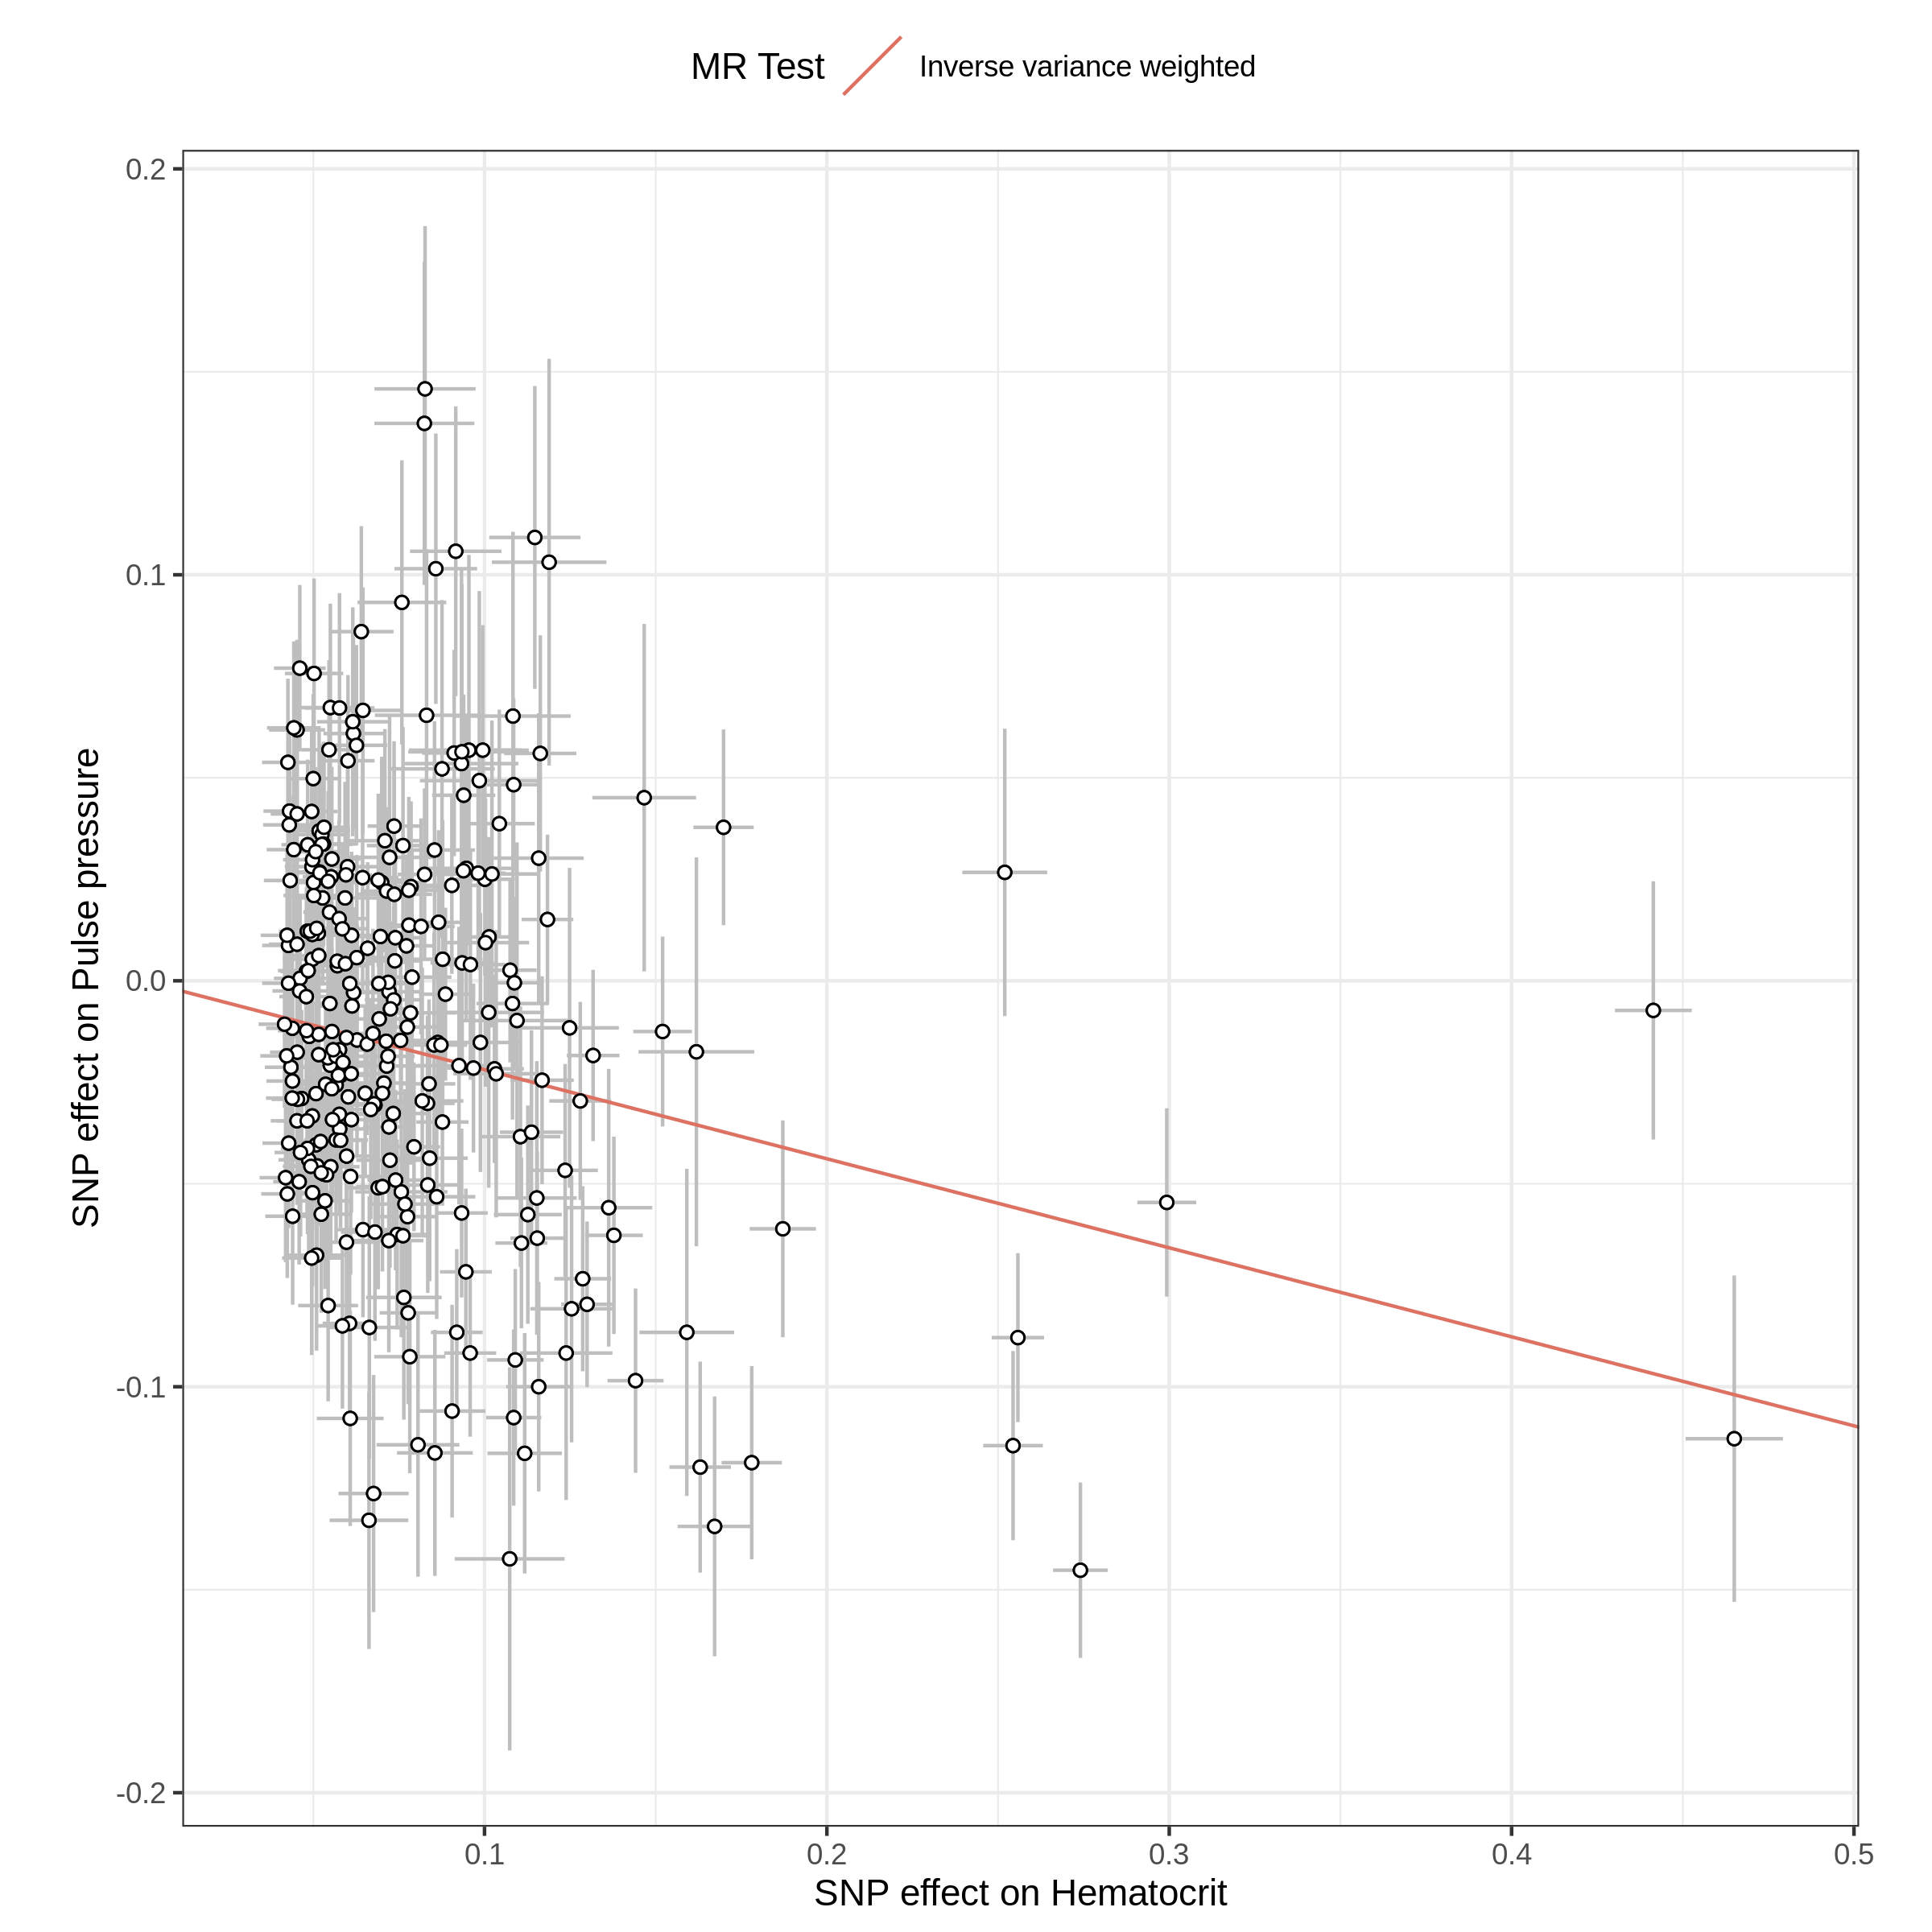 MR Test
Inverse variance weighted
SNP effect on Pulse pressure
0.2
0.1
0.0
-0.1
-0.2
0.1
0.2
0.3
0.4
0.5
SNP effect on Hematocrit